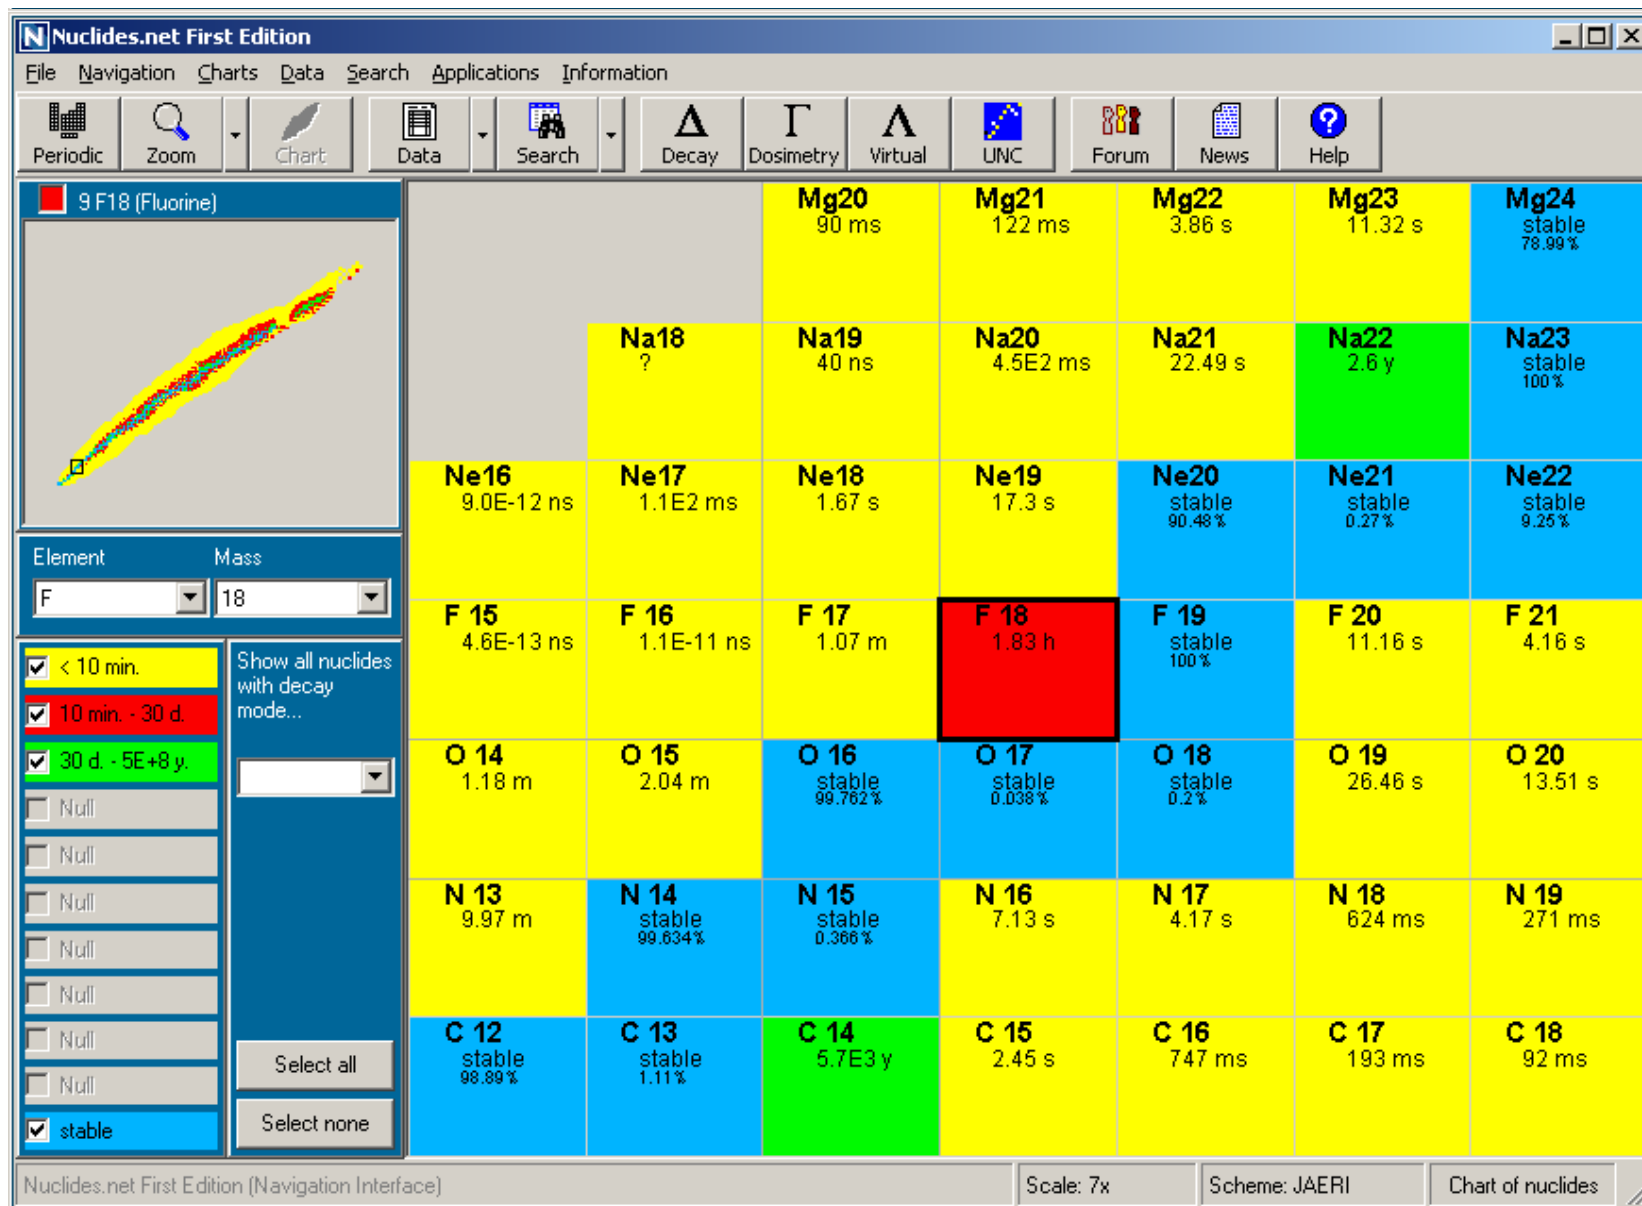 Nuclides.net First Edition
File Navigation Charts Data Search Applications Information
Periodic Zoom Chart Data Search Decay Dosimetry Virtual UNC Forum News Help
Δ Γ Λ
9 F18 (Fluorine)
Element Mass
F 18
< 10 min.
10 min. - 30 d.
30 d. - 5E+8 y.
Null
Null
Null
Null
Null
Null
Null
stable
Show all nuclides
with decay
mode...
Select all
Select none
Mg20 Mg21 Mg22 Mg23 Mg24
90 ms 122 ms 3.86 s 11.32 s stable
78.99%
Na18 Na19 Na20 Na21 Na22 Na23
? 40 ns 4.5E2 ms 22.49 s 2.6 y stable
100%
Ne16 Ne17 Ne18 Ne19 Ne20 Ne21 Ne22
9.0E-12 ns 1.1E2 ms 1.67 s 17.3 s stable stable stable
90.48% 0.27% 9.25%
F 15 F 16 F 17 F 18 F 19 F 20 F 21
4.6E-13 ns 1.1E-11 ns 1.07 m 1.83 h stable 11.16 s 4.16 s
100%
O 14 O 15 O 16 O 17 O 18 O 19 O 20
1.18 m 2.04 m stable stable stable 26.46 s 13.51 s
99.762% 0.038% 0.2%
N 13 N 14 N 15 N 16 N 17 N 18 N 19
9.97 m stable stable 7.13 s 4.17 s 624 ms 271 ms
99.634% 0.366%
C 12 C 13 C 14 C 15 C 16 C 17 C 18
stable stable 5.7E3 y 2.45 s 747 ms 193 ms 92 ms
98.89% 1.11%
Nuclides.net First Edition (Navigation Interface) Scale: 7x Scheme: JAERI Chart of nuclides